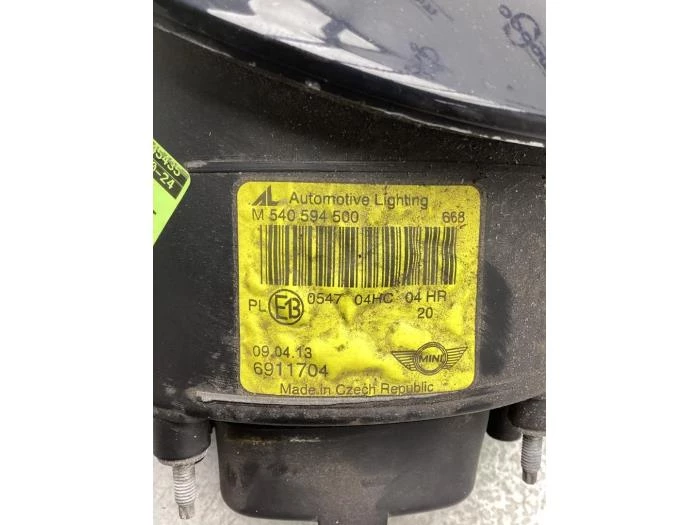 AL Automotive Lighting
M 540 594 500 668
PL E13 0547 04HC 04 HR
20
09.04.13
6911704
MINI
Made in Czech Republic